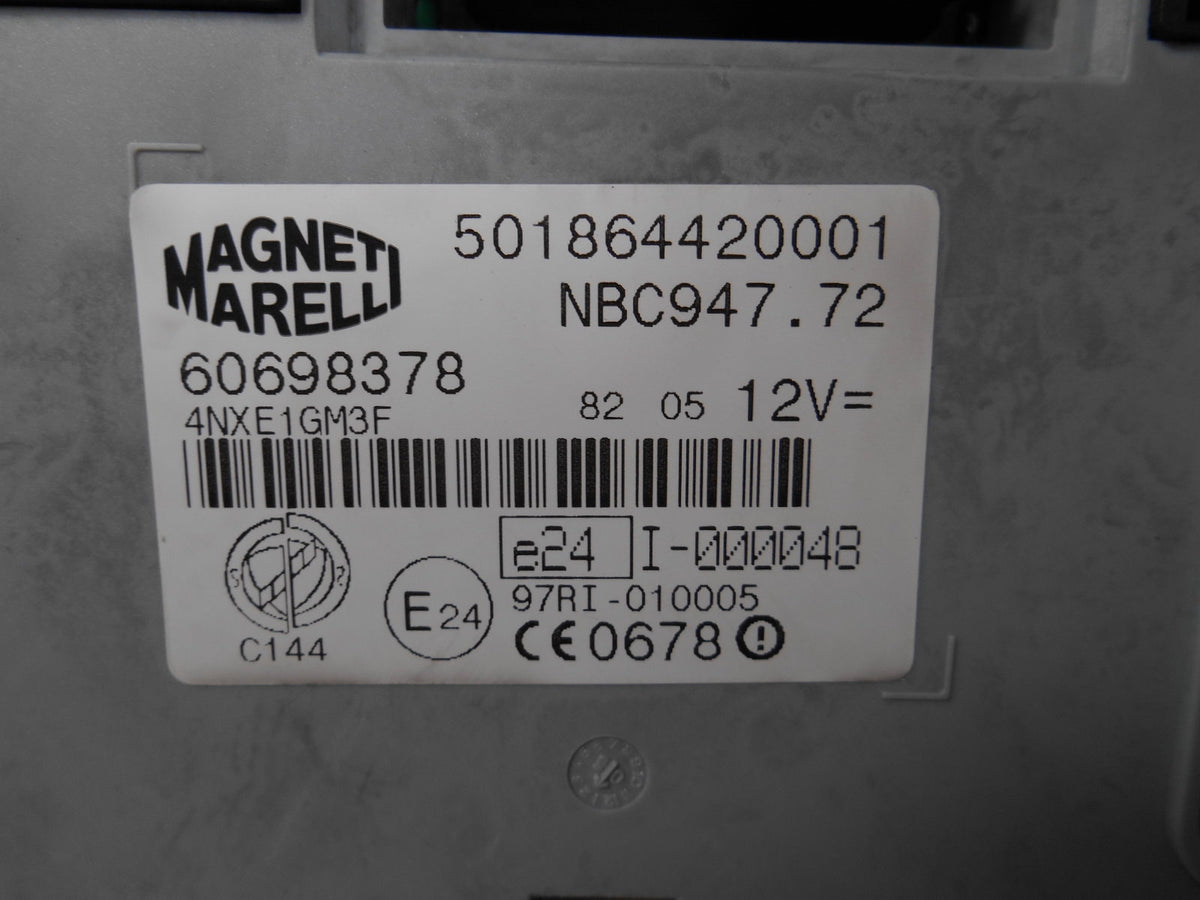 MAGNETI
MARELLI
501864420001
NBC947.72
60698378
82 05 12V=
4NXE1GM3F
e24 I-000048
97RI-010005
E24
CE0678
C144